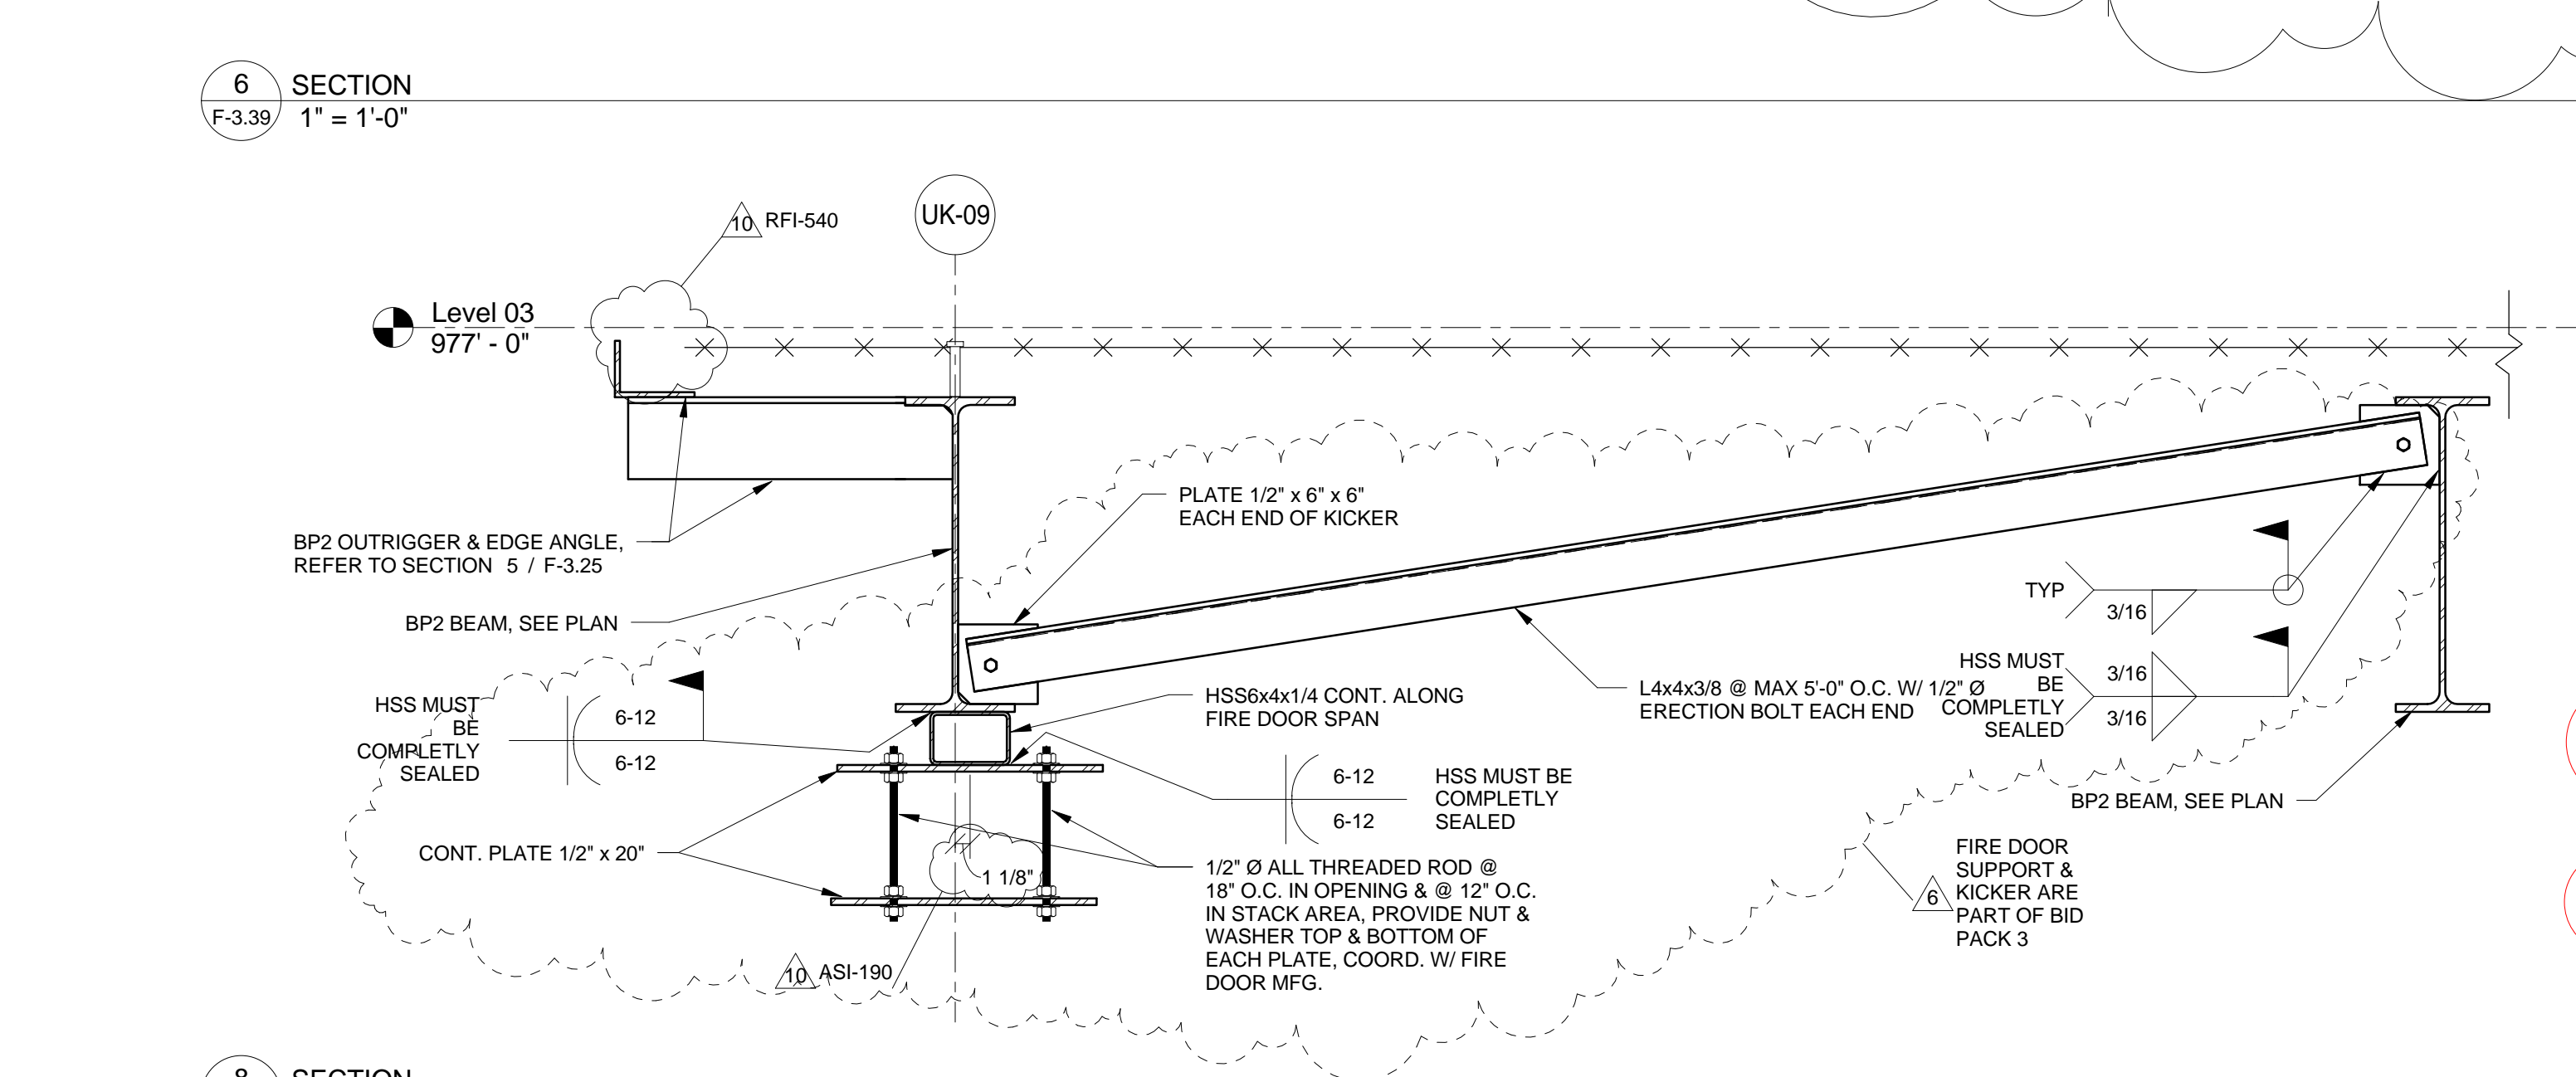 6
SECTION
F-3.39
1" = 1'-0"
10 RFI-540
UK-09
Level 03
977' - 0"
PLATE 1/2" x 6" x 6"
EACH END OF KICKER
BP2 OUTRIGGER & EDGE ANGLE,
REFER TO SECTION 5 / F-3.25
BP2 BEAM, SEE PLAN
TYP
3/16
HSS MUST
BE
COMPLETLY
SEALED
3/16
3/16
L4x4x3/8 @ MAX 5'-0" O.C. W/ 1/2" Ø
ERECTION BOLT EACH END
HSS6x4x1/4 CONT. ALONG
FIRE DOOR SPAN
HSS MUST
BE
COMPLETLY
SEALED
6-12
6-12
6-12
6-12
HSS MUST BE
COMPLETLY
SEALED
BP2 BEAM, SEE PLAN
CONT. PLATE 1/2" x 20"
1 1/8"
1/2" Ø ALL THREADED ROD @
18" O.C. IN OPENING & @ 12" O.C.
IN STACK AREA, PROVIDE NUT &
WASHER TOP & BOTTOM OF
EACH PLATE, COORD. W/ FIRE
DOOR MFG.
6
FIRE DOOR
SUPPORT &
KICKER ARE
PART OF BID
PACK 3
10 ASI-190
8
SECTION